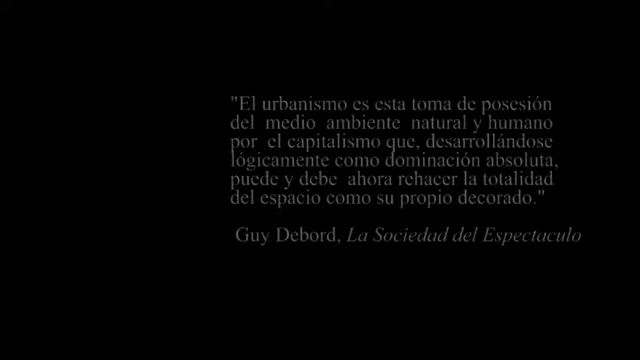 "El urbanismo es esta toma de posesión
del medio ambiente natural y humano
por el capitalismo que, desarrollándose
lógicamente como dominación absoluta,
puede y debe ahora rehacer la totalidad
del espacio como su propio decorado."
Guy Debord, La Sociedad del Espectaculo